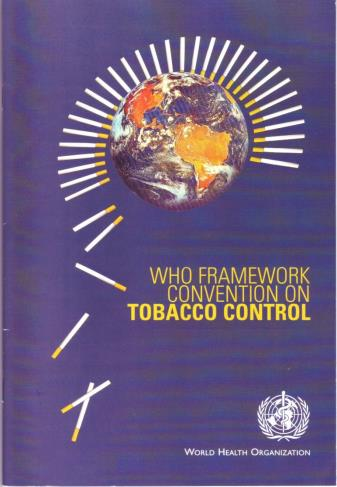 WHO FRAMEWORK
CONVENTION ON
TOBACCO CONTROL
WORLD HEALTH ORGANIZATION